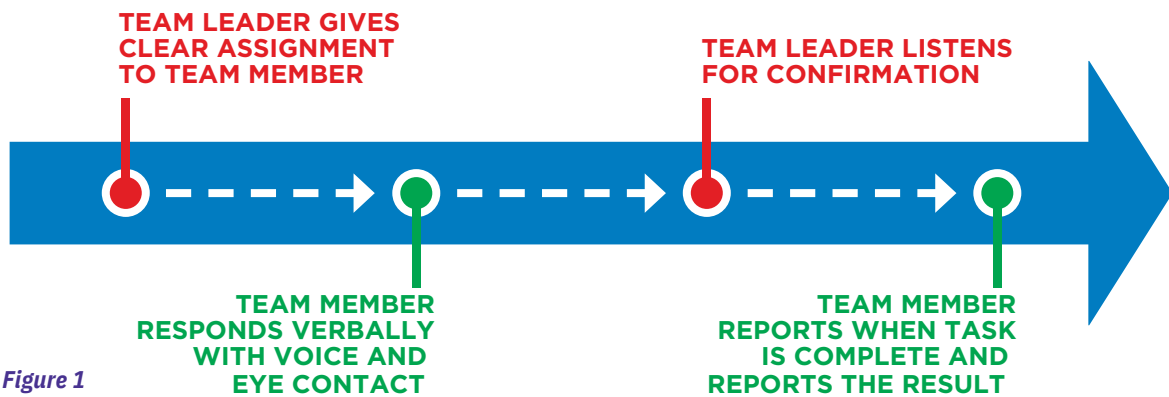 TEAM LEADER GIVES
CLEAR ASSIGNMENT
TO TEAM MEMBER
TEAM MEMBER
RESPONDS VERBALLY
WITH VOICE AND
EYE CONTACT
TEAM LEADER LISTENS
FOR CONFIRMATION
TEAM MEMBER
REPORTS WHEN TASK
IS COMPLETE AND
REPORTS THE RESULT
Figure 1